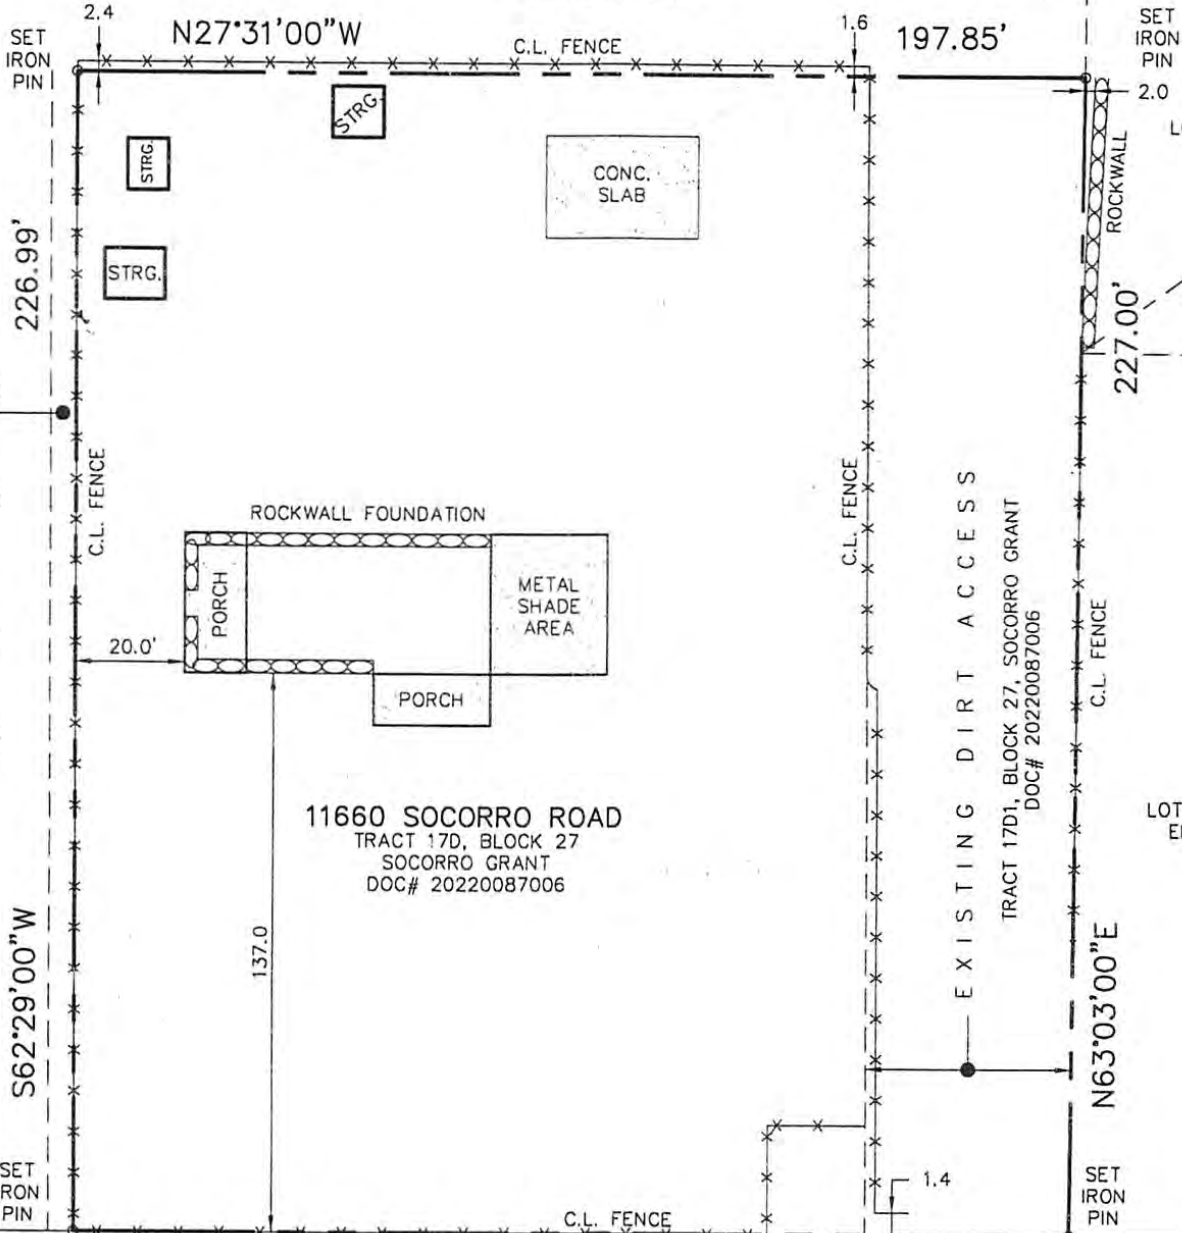 2.4
N27°31'00"W
C.L. FENCE
1.6
197.85'
SET
IRON
PIN
SET
IRON
PIN
2.0
STRG.
STRG.
STRG.
CONC.
SLAB
ROCKWALL
226.99'
227.00'
C.L. FENCE
C.L. FENCE
ROCKWALL FOUNDATION
PORCH
METAL
SHADE
AREA
PORCH
20.0'
EXISTING DIRT ACCESS
TRACT 17D1, BLOCK 27, SOCORRO GRANT
DOC# 20220087006
C.L. FENCE
11660 SOCORRO ROAD
TRACT 17D, BLOCK 27
SOCORRO GRANT
DOC# 20220087006
LOT
137.0
S62°29'00"W
N63°03'00"E
SET
RON
PIN
1.4
SET
IRON
PIN
C.L. FENCE